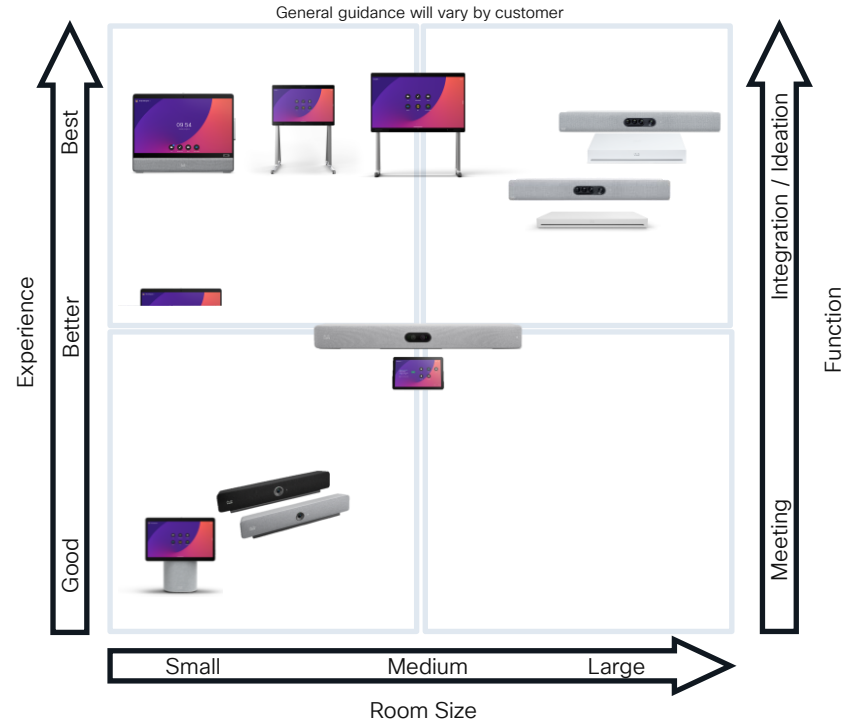 General guidance will vary by customer
Best
Better
Good
Experience
Integration / Ideation
Meeting
Function
Small
Medium
Large
Room Size